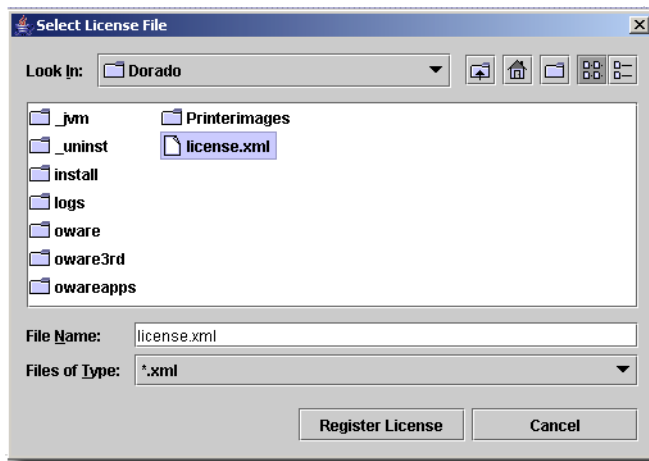 Select License File
Look In: Dorado
_jvm Printerimages
_uninst license.xml
install
logs
oware
oware3rd
owareapps
File Name: license.xml
Files of Type: *.xml
Register License Cancel